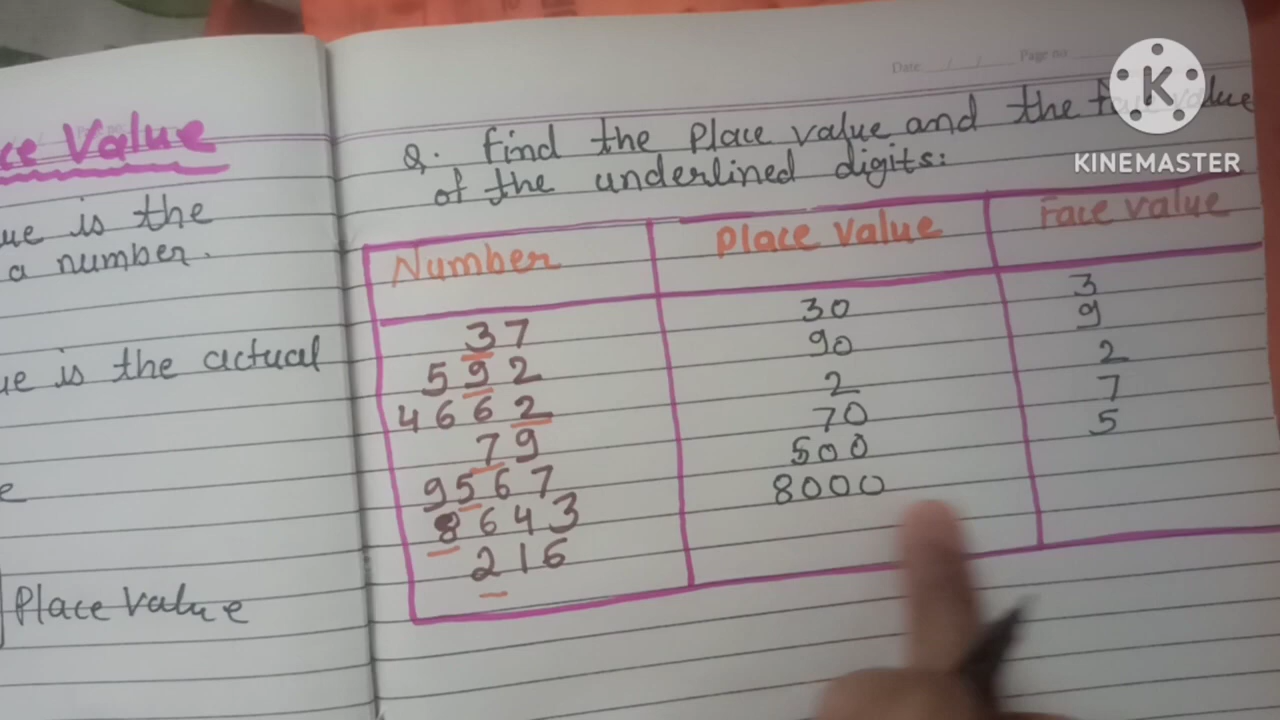 ce Value
ue is the
a number.
ue is the actual
e
Place Value
Date / / Page no
Q. Find the Place value and the Face value
of the underlined digits:
Number Place Value Face Value
37 30 3
592 90 9
4662 2 2
79 70 7
9567 500 5
8643 8000
216
K
KINEMASTER